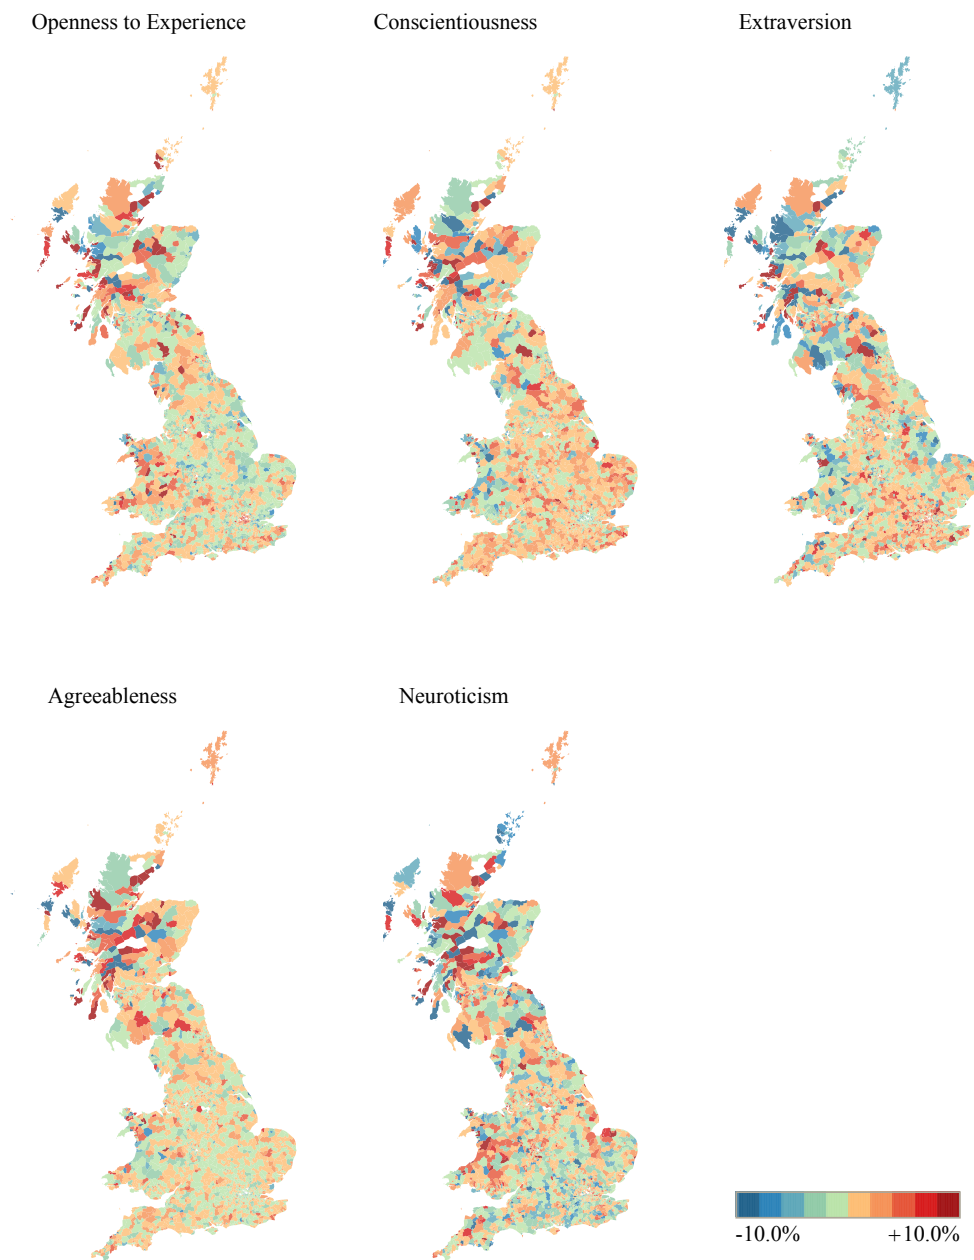 Openness to Experience
Conscientiousness
Extraversion
Agreeableness
Neuroticism
-10.0%
+10.0%